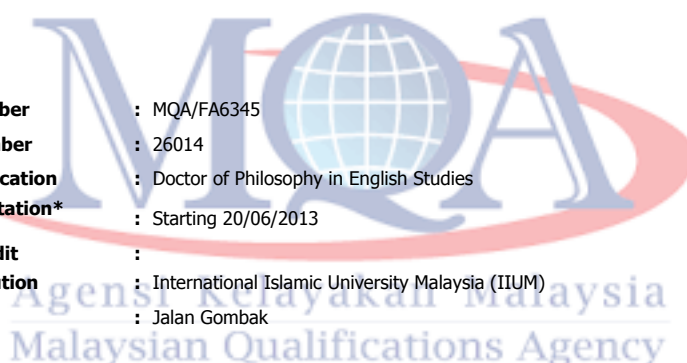 MQA
ber : MQA/FA6345
ber : 26014
cation : Doctor of Philosophy in English Studies
tation* : Starting 20/06/2013
dit :
tion : International Islamic University Malaysia (IIUM)
: Jalan Gombak
Agensi Kelayakan Malaysia
Malaysian Qualifications Agency